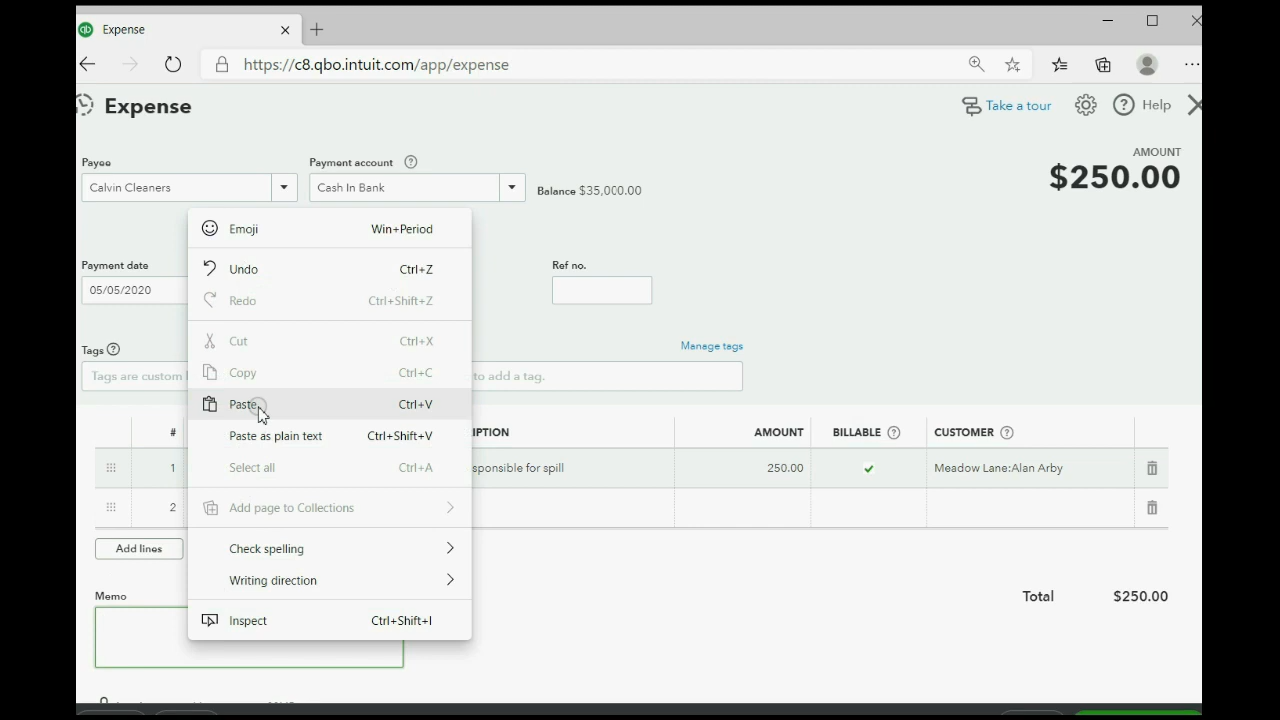 Expense
https://c8.qbo.intuit.com/app/expense
Expense
Take a tour
Help
Payee
Payment account
AMOUNT
$250.00
Calvin Cleaners
Cash In Bank
Balance $35,000.00
Emoji Win+Period
Payment date
Ref no.
Undo Ctrl+Z
05/05/2020
Redo Ctrl+Shift+Z
Cut Ctrl+X
Tags
Manage tags
Copy Ctrl+C
Tags are custom
to add a tag.
Paste Ctrl+V
Paste as plain text Ctrl+Shift+V
# AMOUNT BILLABLE CUSTOMER
Select all Ctrl+A
1 for spill 250.00 Meadow Lane:Alan Arby
2
Add page to Collections
Add lines
Check spelling
Writing direction
Memo
Total $250.00
Inspect Ctrl+Shift+I